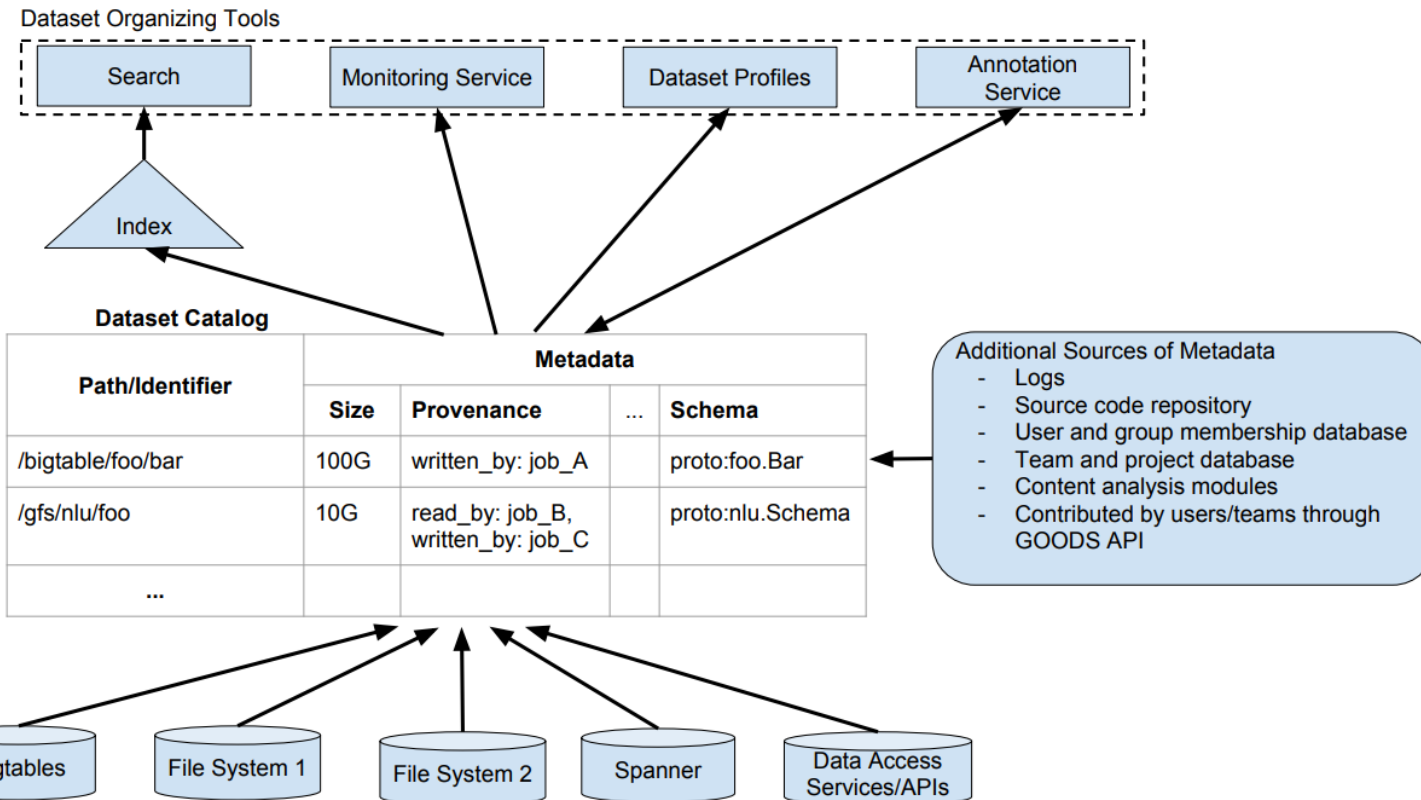 Dataset Organizing Tools
Search
Monitoring Service
Dataset Profiles
Annotation
Service
Index
Dataset Catalog
Path/Identifier
Metadata
Size
Provenance
...
Schema
/bigtable/foo/bar
100G
written_by: job_A
proto:foo.Bar
/gfs/nlu/foo
10G
read_by: job_B,
written_by: job_C
proto:nlu.Schema
...
Additional Sources of Metadata
- Logs
- Source code repository
- User and group membership database
- Team and project database
- Content analysis modules
- Contributed by users/teams through
GOODS API
gtables
File System 1
File System 2
Spanner
Data Access
Services/APIs